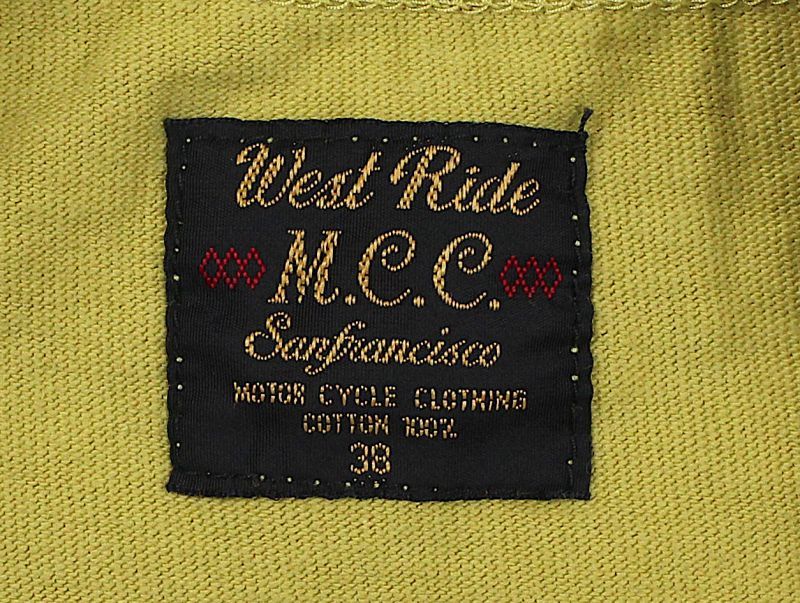 West Ride
M.C.C.
Sanfrancisco
MOTOR CYCLE CLOTHING
COTTON 100%
38